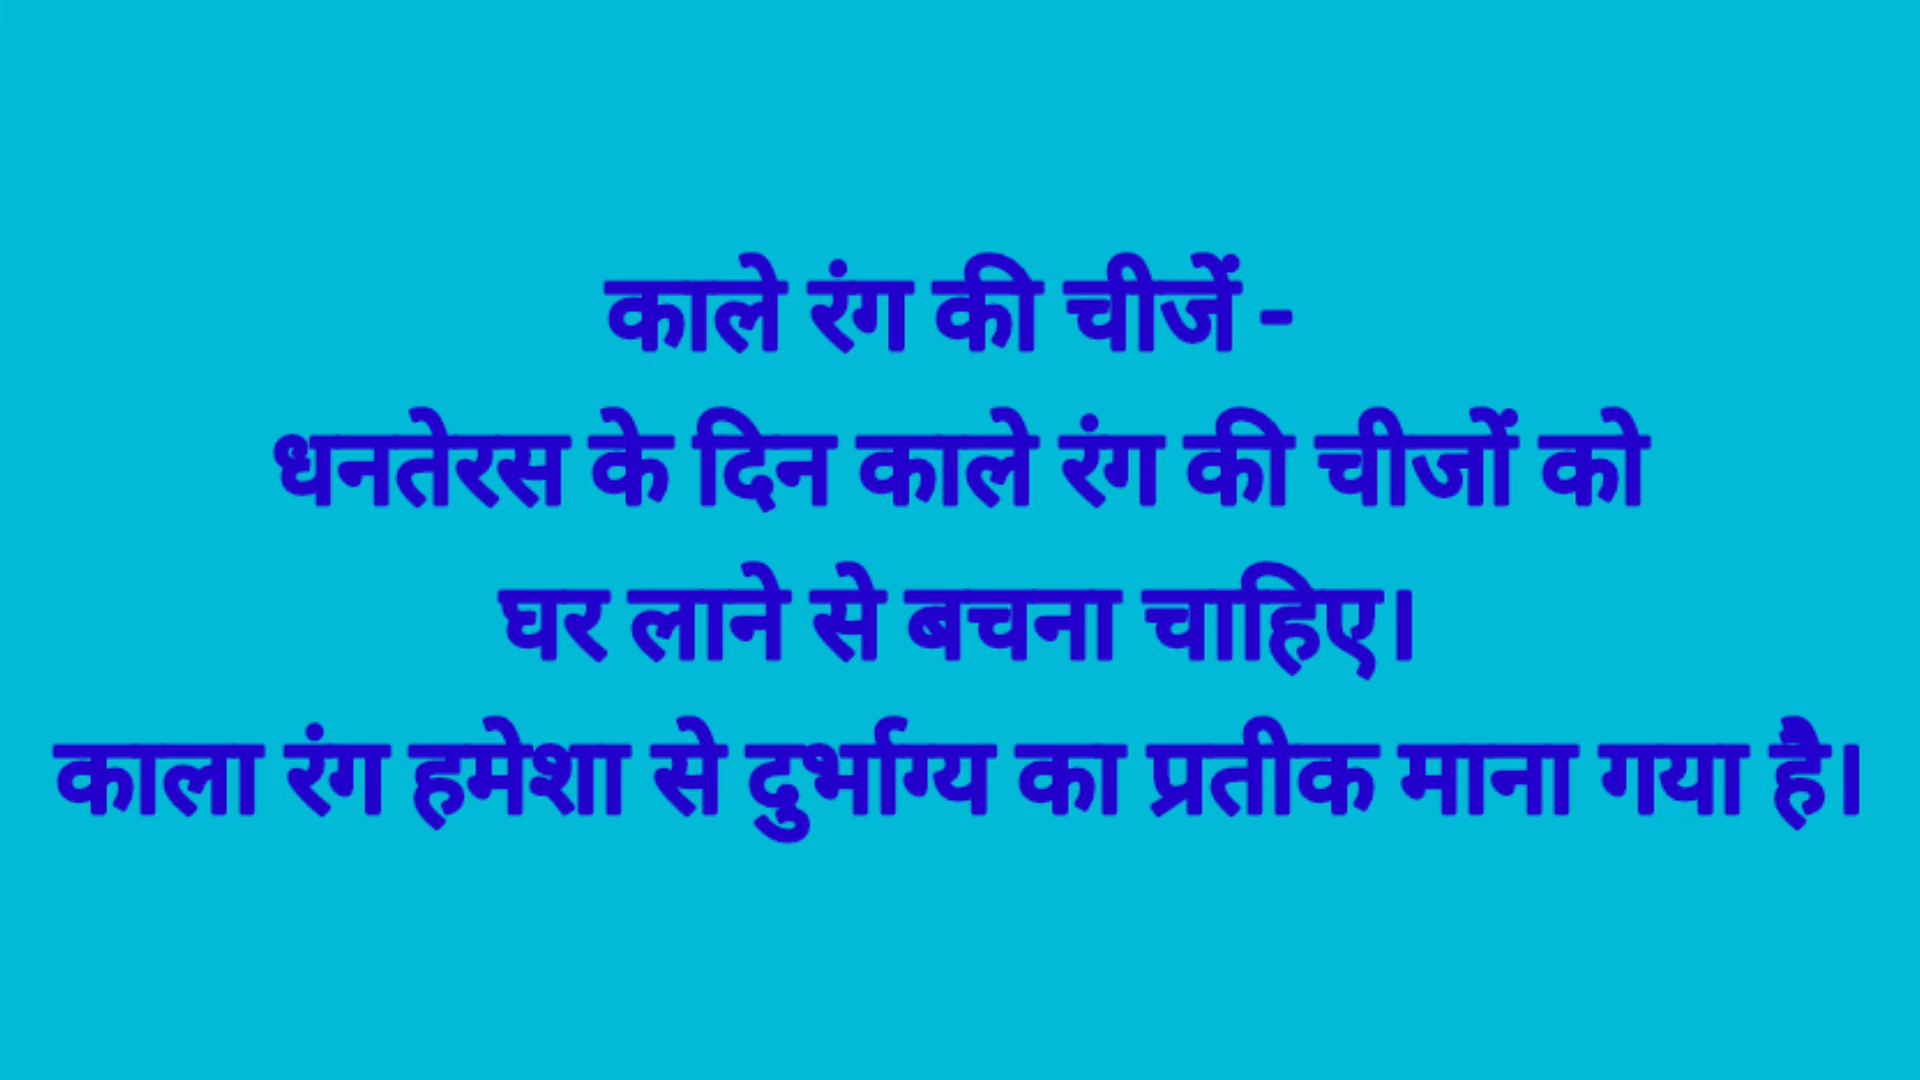 काले रंग की चीजें -
धनतेरस के दिन काले रंग की चीजों को
घर लाने से बचना चाहिए।
काला रंग हमेशा से दुर्भाग्य का प्रतीक माना गया है।